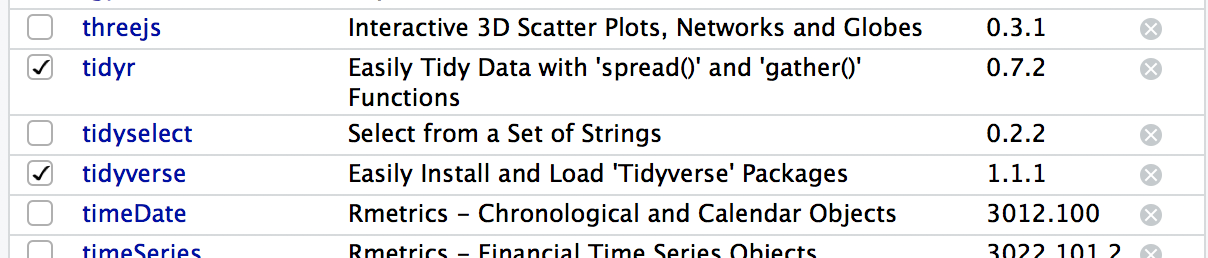 threejs Interactive 3D Scatter Plots, Networks and Globes 0.3.1
tidyr Easily Tidy Data with 'spread()' and 'gather()' 0.7.2
Functions
tidyselect Select from a Set of Strings 0.2.2
tidyverse Easily Install and Load 'Tidyverse' Packages 1.1.1
timeDate Rmetrics - Chronological and Calendar Objects 3012.100
timeSeries Rmetrics - Financial Time Series Objects 3022.101.2